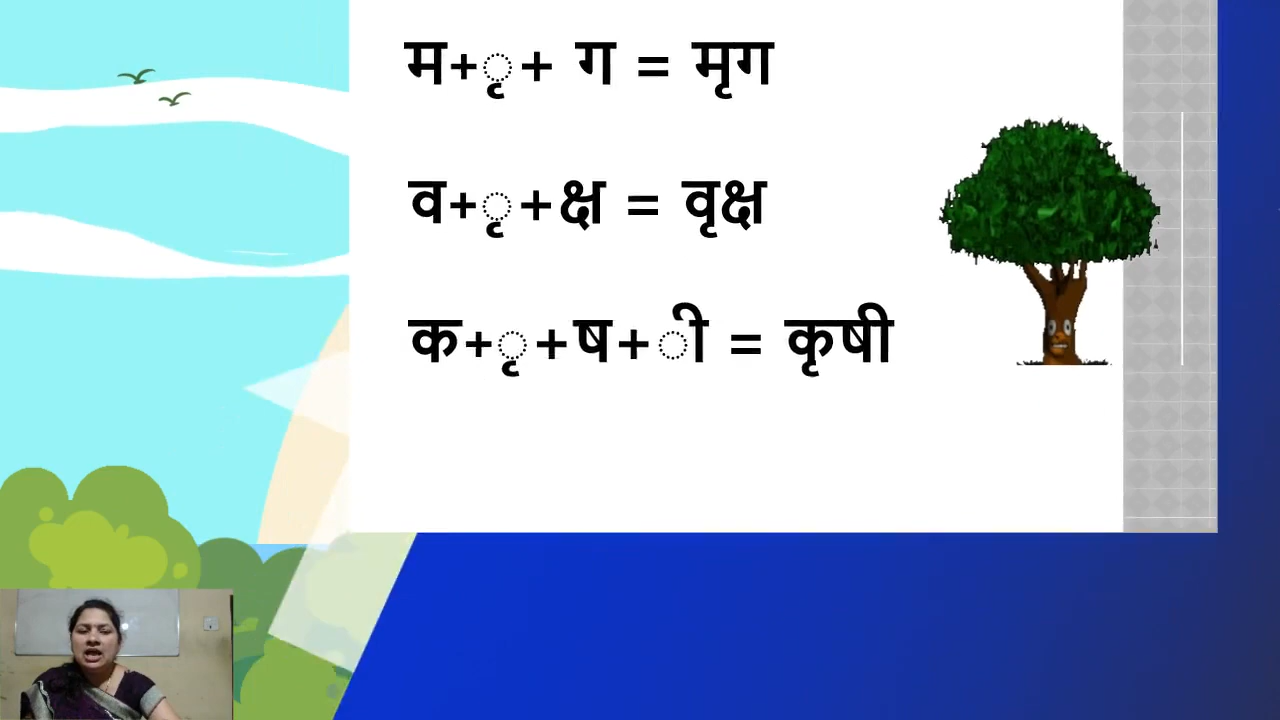 म+ृ+ ग = मृग
व+ृ+क्ष = वृक्ष
क+ृ+ष+ी = कृषी